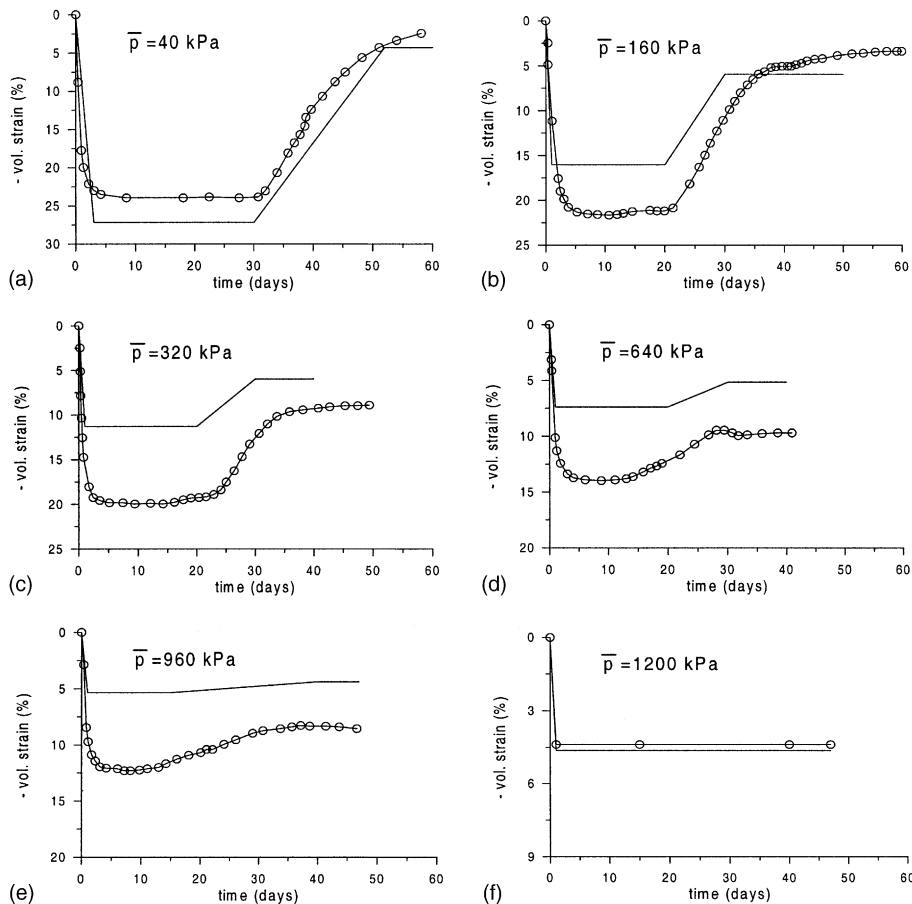 p̅ =40 kPa
- vol. strain (%)
0
5
10
15
20
25
30
0 10 20 30 40 50 60
time (days)
(a)
p̅ =160 kPa
- vol. strain (%)
0
5
10
15
20
25
0 10 20 30 40 50 60
time (days)
(b)
p̅ =320 kPa
- vol. strain (%)
0
5
10
15
20
25
0 10 20 30 40 50 60
time (days)
(c)
p̅ =640 kPa
- vol. strain (%)
0
5
10
15
20
0 10 20 30 40 50 60
time (days)
(d)
p̅ =960 kPa
- vol. strain (%)
0
5
10
15
20
0 10 20 30 40 50 60
time (days)
(e)
p̅ =1200 kPa
- vol. strain (%)
0
3
6
9
0 10 20 30 40 50 60
time (days)
(f)